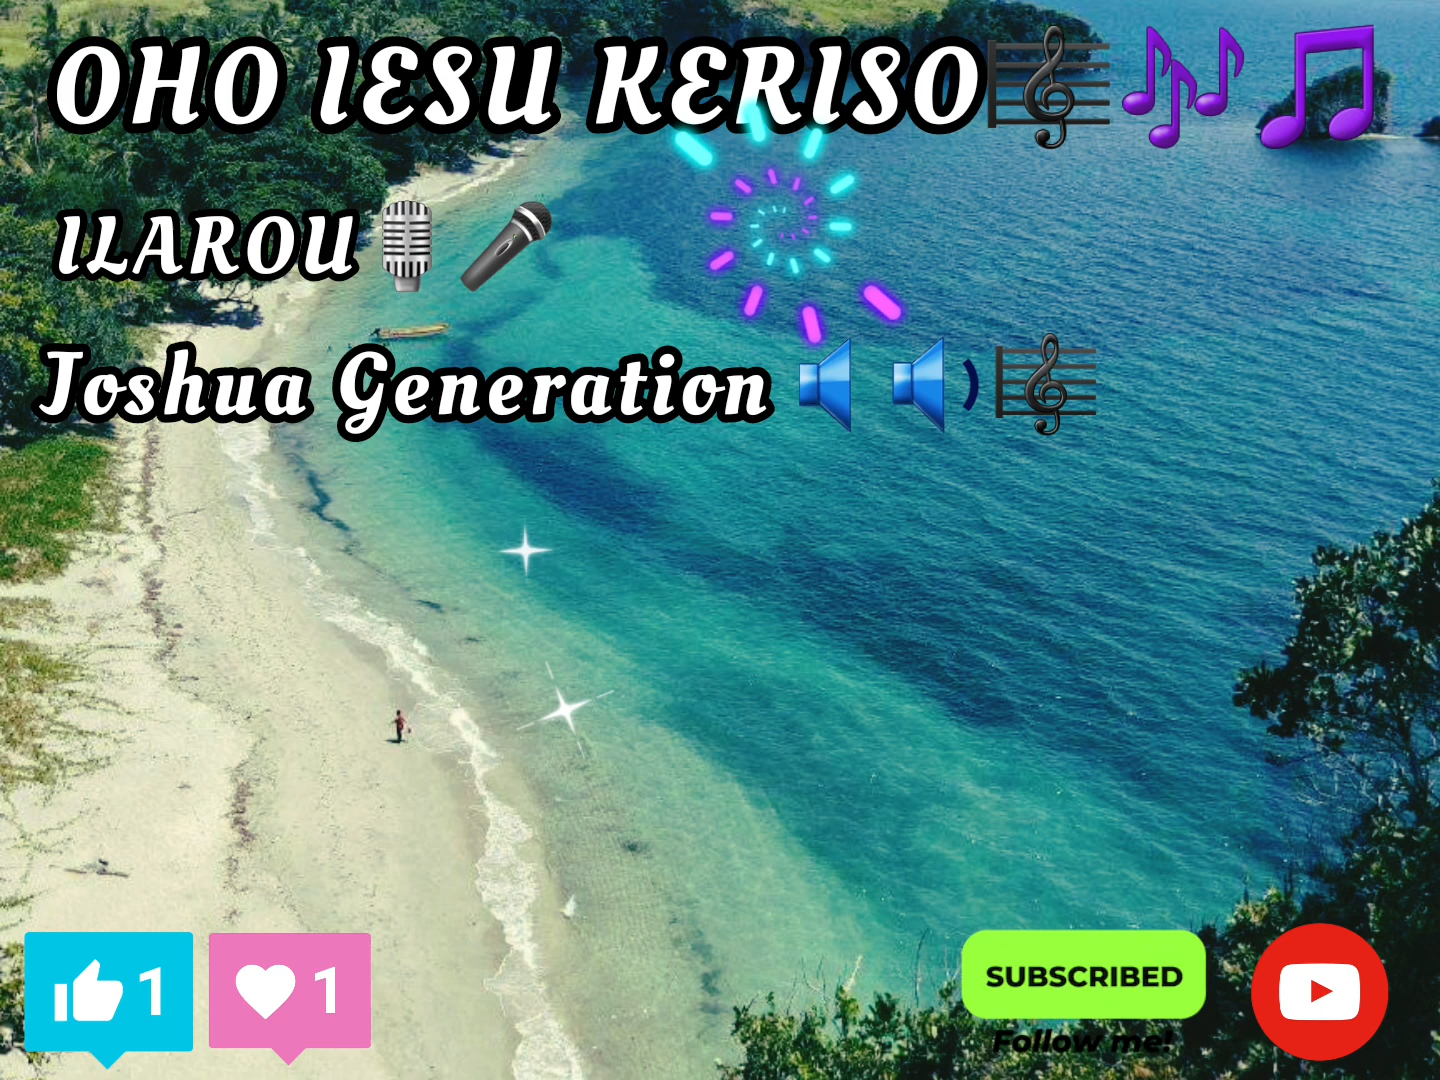 OHO IESU KERISO
ILAROU
Joshua Generation
1 1
SUBSCRIBED
Follow me!